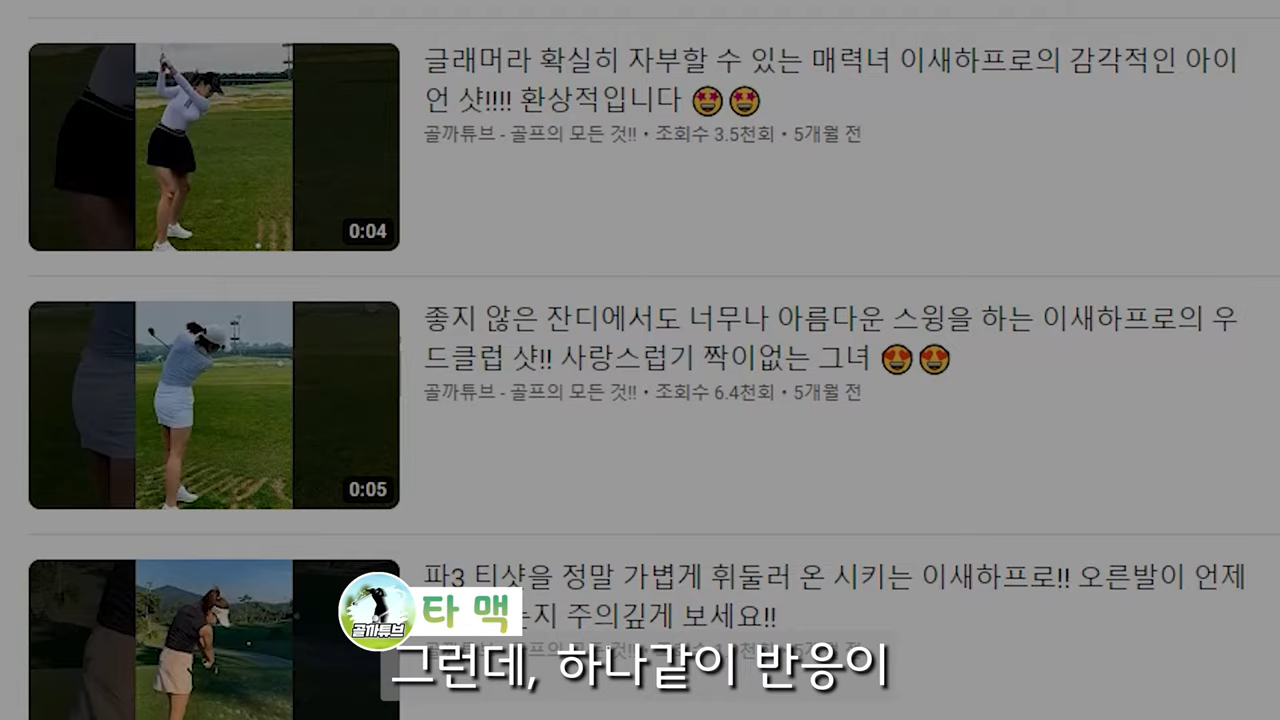 글래머라 확실히 자부할 수 있는 매력녀 이새하프로의 감각적인 아이
언 샷!!!! 환상적입니다 🤩🤩
골까튜브 - 골프의 모든 것!! • 조회수 3.5천회 • 5개월 전
0:04
좋지 않은 잔디에서도 너무나 아름다운 스윙을 하는 이새하프로의 우
드클럽 샷!! 사랑스럽기 짝이없는 그녀 😍😍
골까튜브 - 골프의 모든 것!! • 조회수 6.4천회 • 5개월 전
0:05
파3 티샷을 정말 가볍게 휘둘러 온 시키는 이새하프로!! 오른발이 언제
는지 주의깊게 보세요!!
골까튜브
타 맥
그런데, 하나같이 반응이